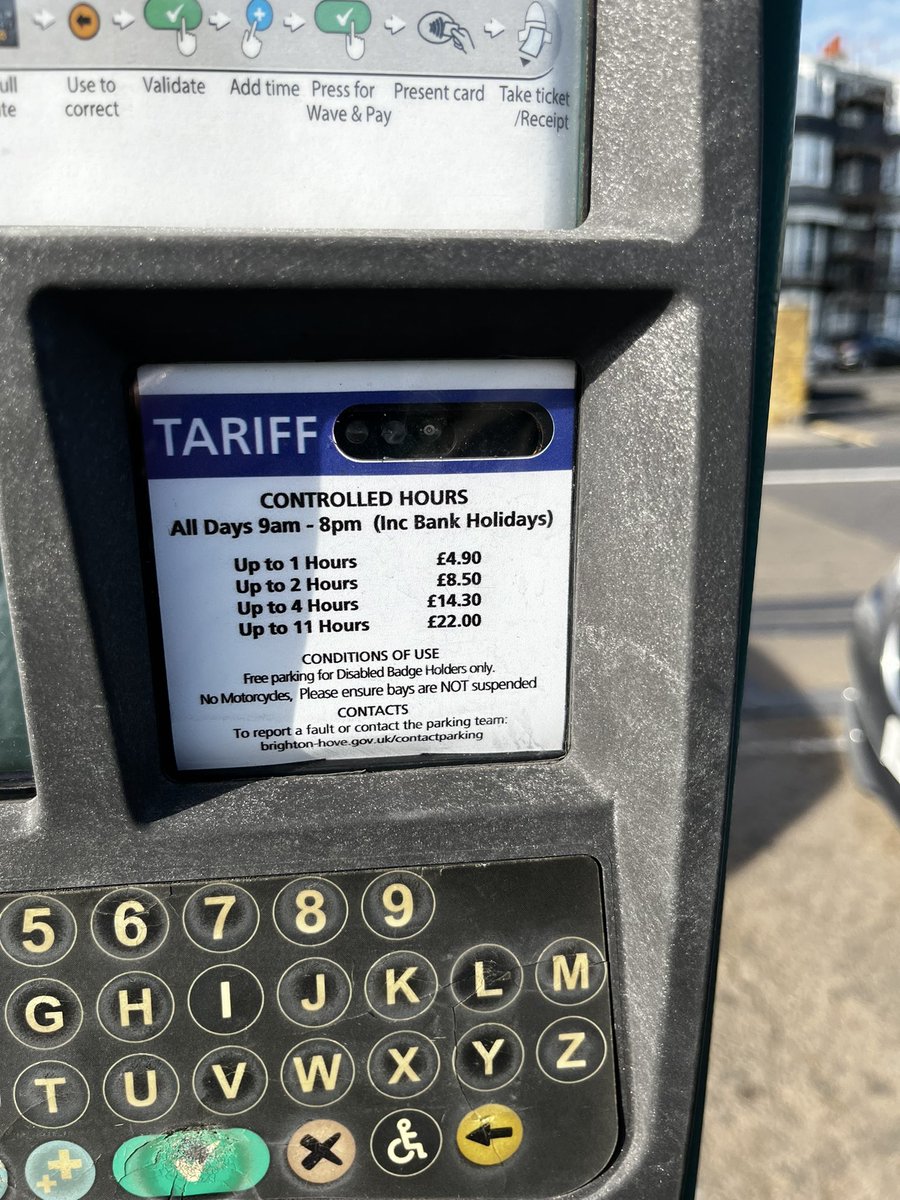 Use to correct
Validate
Add time
Press for Wave & Pay
Present card
Take ticket /Receipt
TARIFF
CONTROLLED HOURS
All Days 9am - 8pm (Inc Bank Holidays)
Up to 1 Hours £4.90
Up to 2 Hours £8.50
Up to 4 Hours £14.30
Up to 11 Hours £22.00
CONDITIONS OF USE
Free parking for Disabled Badge Holders only.
No Motorcycles, Please ensure bays are NOT suspended
CONTACTS
To report a fault or contact the parking team:
brighton-hove.gov.uk/contactparking
5 6 7 8 9
G H I J K L M
T U V W X Y Z